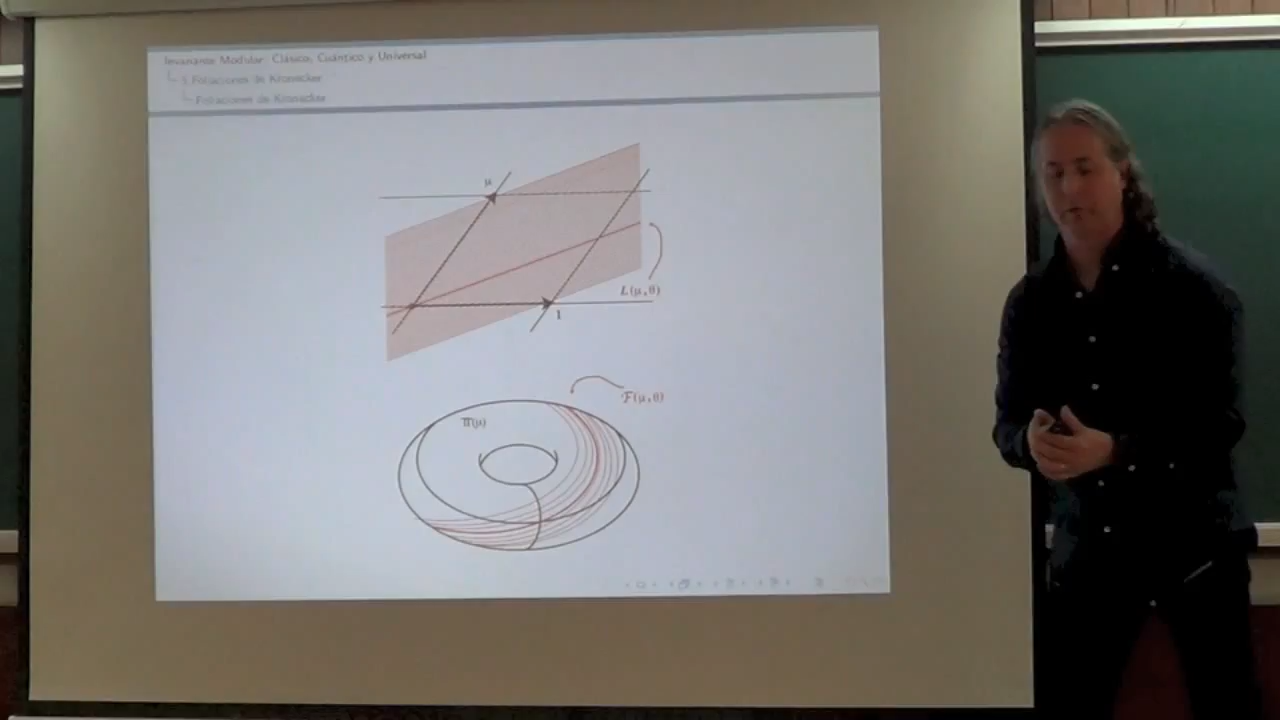 Invariante Modular: Clásico, Cuántico y Universal
Foliaciones de Kronecker
Foliaciones de Kronecker
μ
L(μ,θ)
1
F(μ,θ)
𝕋(μ)